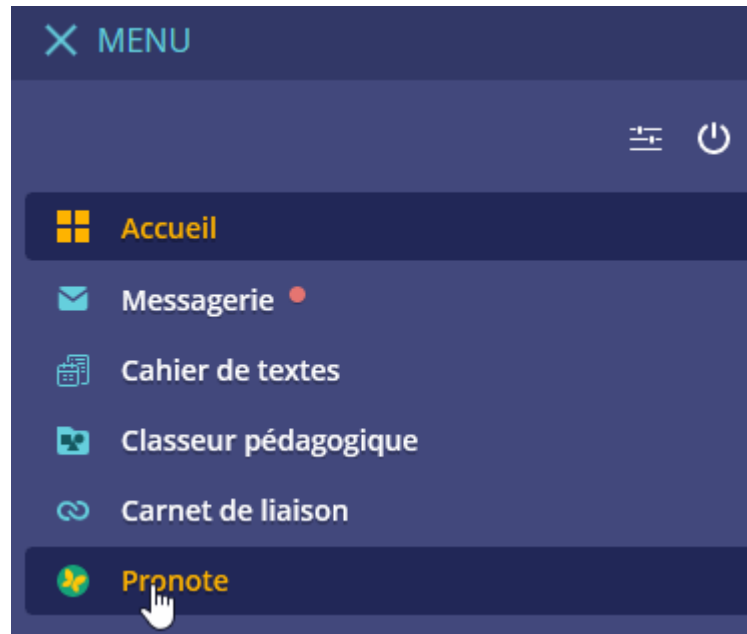 MENU
Accueil
Messagerie
Cahier de textes
Classeur pédagogique
Carnet de liaison
Pronote